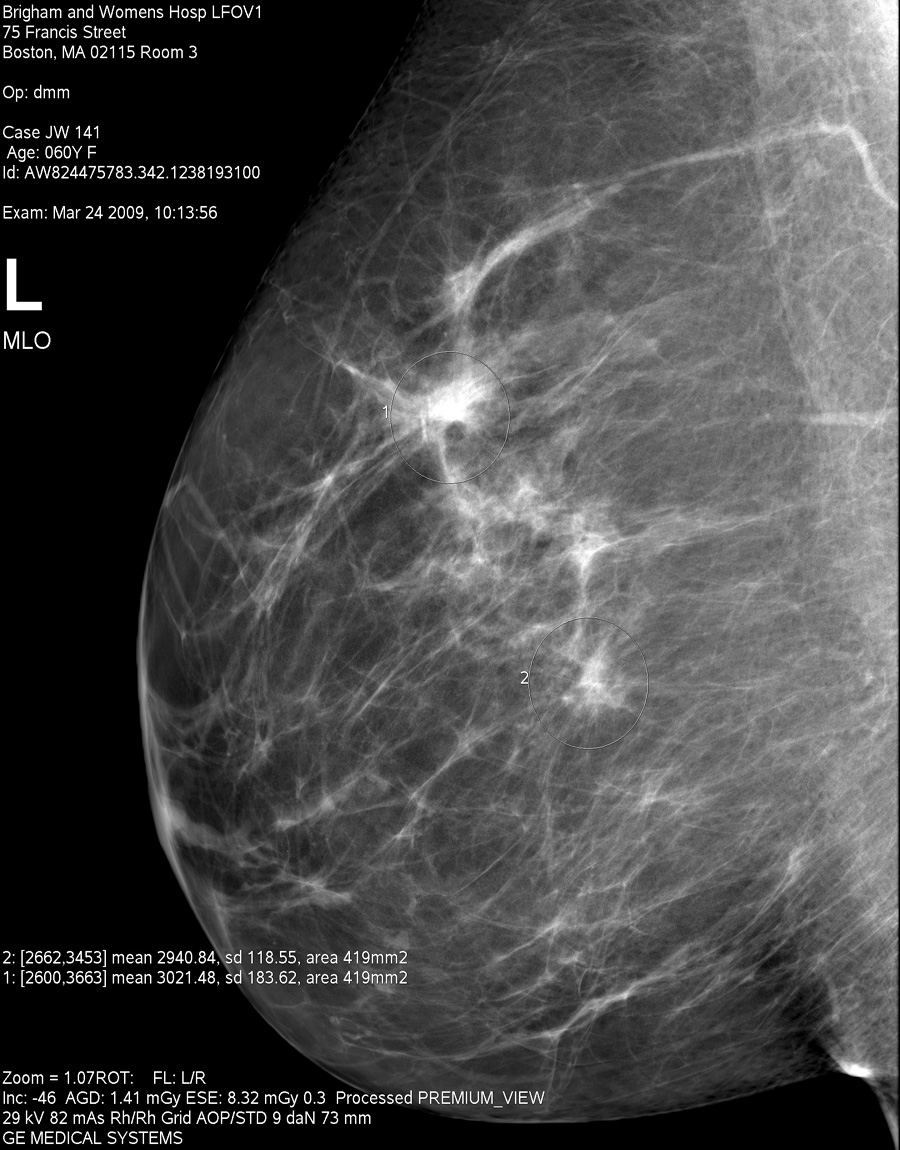 Brigham and Womens Hosp LFOV1
75 Francis Street
Boston, MA 02115 Room 3
Op: dmm
Case JW 141
Age: 060Y F
Id: AW824475783.342.1238193100
Exam: Mar 24 2009, 10:13:56
L
MLO
1
2
2: [2662,3453] mean 2940.84, sd 118.55, area 419mm2
1: [2600,3663] mean 3021.48, sd 183.62, area 419mm2
Zoom = 1.07ROT: FL: L/R
Inc: -46 AGD: 1.41 mGy ESE: 8.32 mGy 0.3 Processed PREMIUM_VIEW
29 kV 82 mAs Rh/Rh Grid AOP/STD 9 daN 73 mm
GE MEDICAL SYSTEMS